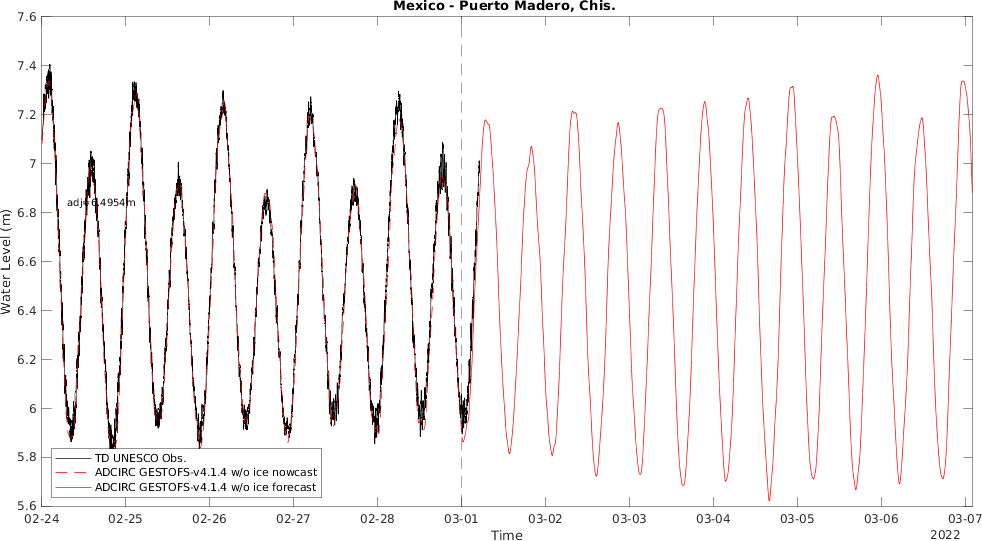 Mexico - Puerto Madero, Chis.
Water Level (m)
7.6
7.4
7.2
7
6.8
6.6
6.4
6.2
6
5.8
5.6
adj=6.4954m
TD UNESCO Obs.
ADCIRC GESTOFS-v4.1.4 w/o ice nowcast
ADCIRC GESTOFS-v4.1.4 w/o ice forecast
02-24 02-25 02-26 02-27 02-28 03-01 03-02 03-03 03-04 03-05 03-06 03-07
Time
2022